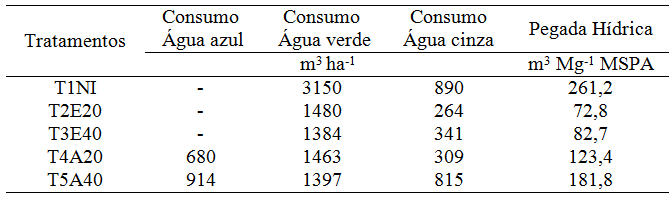 Tratamentos Consumo Água azul Consumo Água verde Consumo Água cinza Pegada Hídrica
m³ ha-1 m³ Mg-1 MSPA
T1NI - 3150 890 261,2
T2E20 - 1480 264 72,8
T3E40 - 1384 341 82,7
T4A20 680 1463 309 123,4
T5A40 914 1397 815 181,8